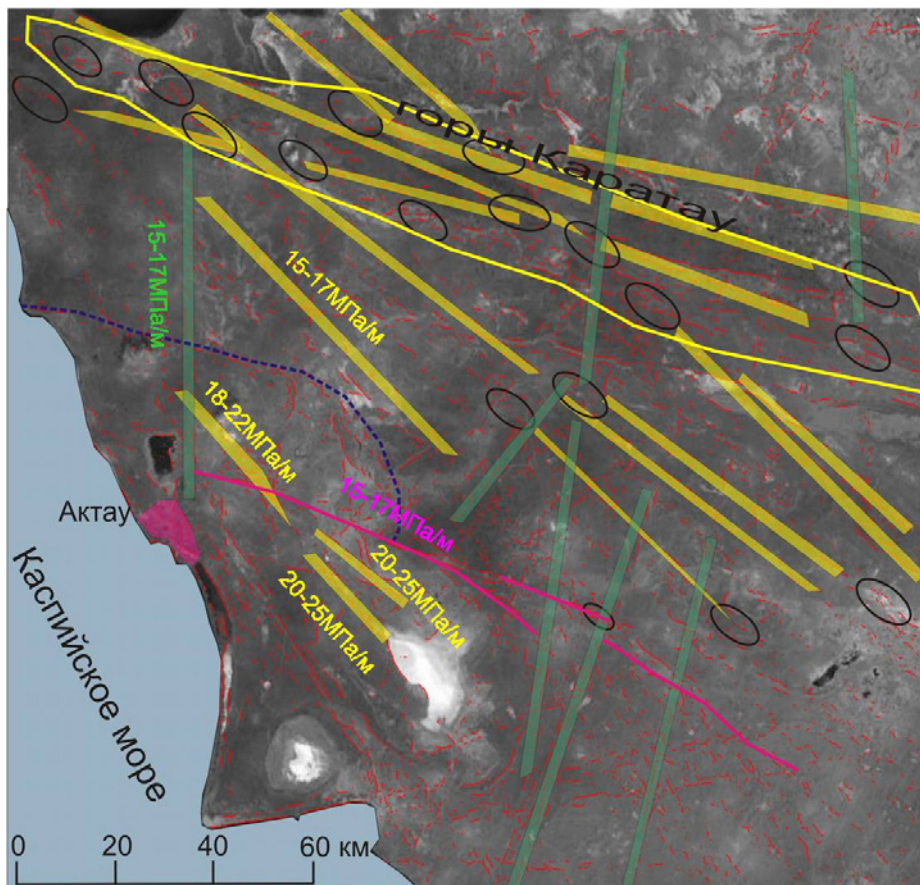 горы Каратау
15-17МПа/м
15-17МПа/м
18-22МПа/м
15-17МПа/м
Актау
20-25МПа/м
20-25МПа/м
Каспийское море
0 20 40 60 км